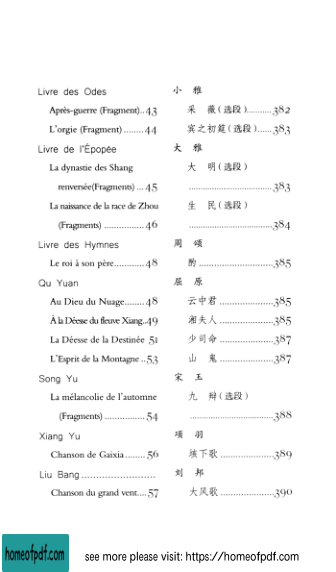 Livre des Odes 小 雅
Après-guerre (Fragment)..43 采 薇(选段)..........382
L'orgie (Fragment)........44 宾之初筵(选段)......383
Livre de l'Épopée 大 雅
La dynastie des Shang 大 明(选段)
renversée(Fragments)...45 ..............................383
La naissance de la race de Zhou 生 民(选段)
(Fragments) ................46 ..............................384
Livre des Hymnes 周 颂
Le roi à son père............48 酌 ...........................385
Qu Yuan 屈 原
Au Dieu du Nuage........48 云中君 ....................385
À la Déesse du fleuve Xiang..49 湘夫人 ....................385
La Déesse de la Destinée 51 少司命 ....................387
L'Esprit de la Montagne ..53 山 鬼 ....................387
Song Yu 宋 玉
La mélancolie de l'automne 九 辩(选段)
(Fragments) ................54 ..............................388
Xiang Yu 项 羽
Chanson de Gaixia........56 垓下歌 ....................389
Liu Bang.......................... 刘 邦
Chanson du grand vent....57 大风歌 ....................390
homeofpdf.com see more please visit: https://homeofpdf.com